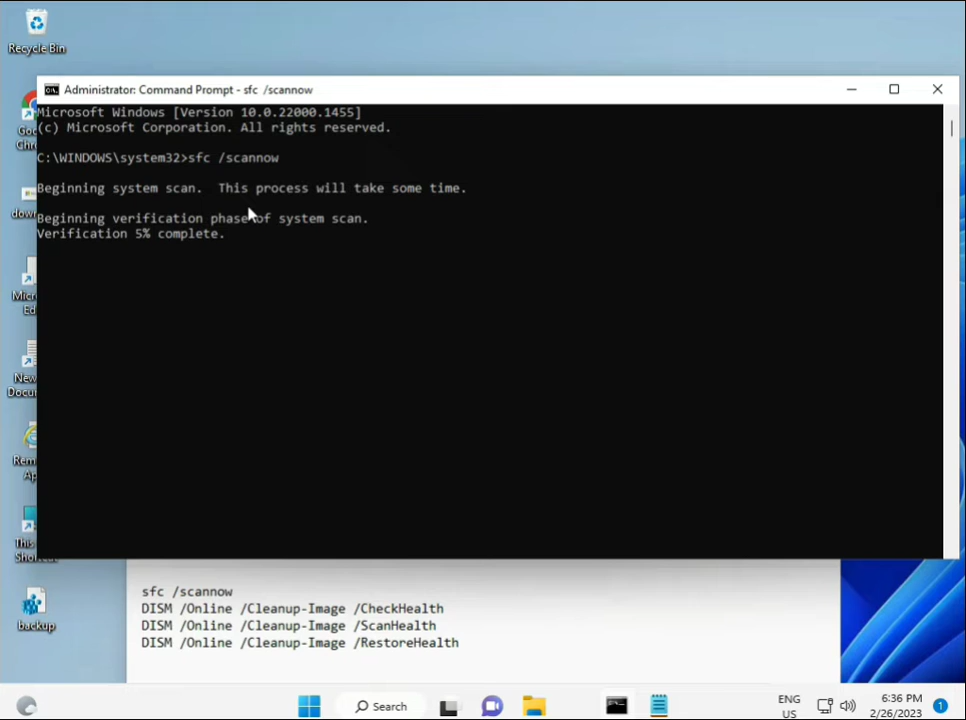 Recycle Bin
Administrator: Command Prompt - sfc /scannow
Microsoft Windows [Version 10.0.22000.1455]
(c) Microsoft Corporation. All rights reserved.
C:\WINDOWS\system32>sfc /scannow
Beginning system scan. This process will take some time.
Beginning verification phase of system scan.
Verification 5% complete.
sfc /scannow
DISM /Online /Cleanup-Image /CheckHealth
DISM /Online /Cleanup-Image /ScanHealth
DISM /Online /Cleanup-Image /RestoreHealth
backup
Search
ENG
US
6:36 PM
2/26/2023
1